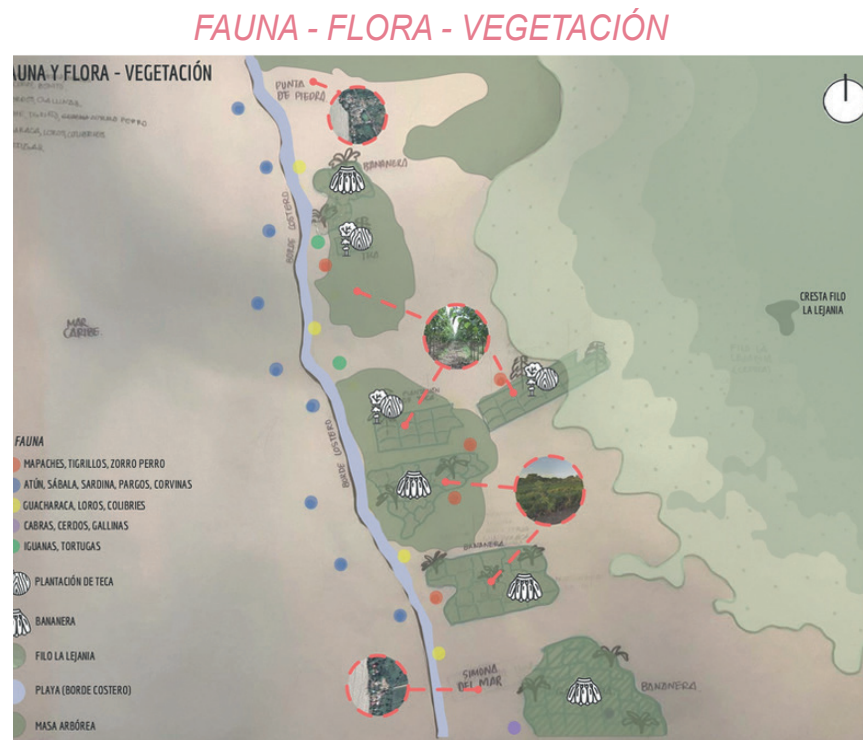 FAUNA - FLORA - VEGETACIÓN
AUNA Y FLORA - VEGETACIÓN
PUNTA
DE PIEDRA
BANANERA
BORDE COSTERO
TECA
MAR
CARIBE
CRESTA FILO
LA LEJANIA
BORDE COSTERO
FAUNA
MAPACHES, TIGRILLOS, ZORRO PERRO
ATÚN, SÁBALA, SARDINA, PARGOS, CORVINAS
GUACHARACA, LOROS, COLIBRIES
CABRAS, CERDOS, GALLINAS
IGUANAS, TORTUGAS
PLANTACIÓN DE TECA
BANANERA
FILO LA LEJANIA
PLAYA (BORDE COSTERO)
MASA ARBÓREA
BANANERA
SIMONA
DEL MAR
BANANERA